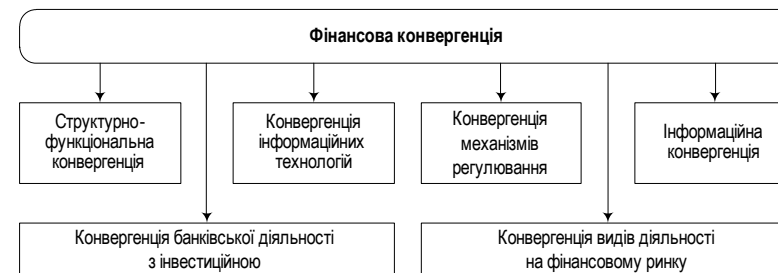 Фінансова конвергенція
Структурно-
функціональна
конвергенція
Конвергенція
інформаційних
технологій
Конвергенція
механізмів
регулювання
Інформаційна
конвергенція
Конвергенція банківської діяльності
з інвестиційною
Конвергенція видів діяльності
на фінансовому ринку